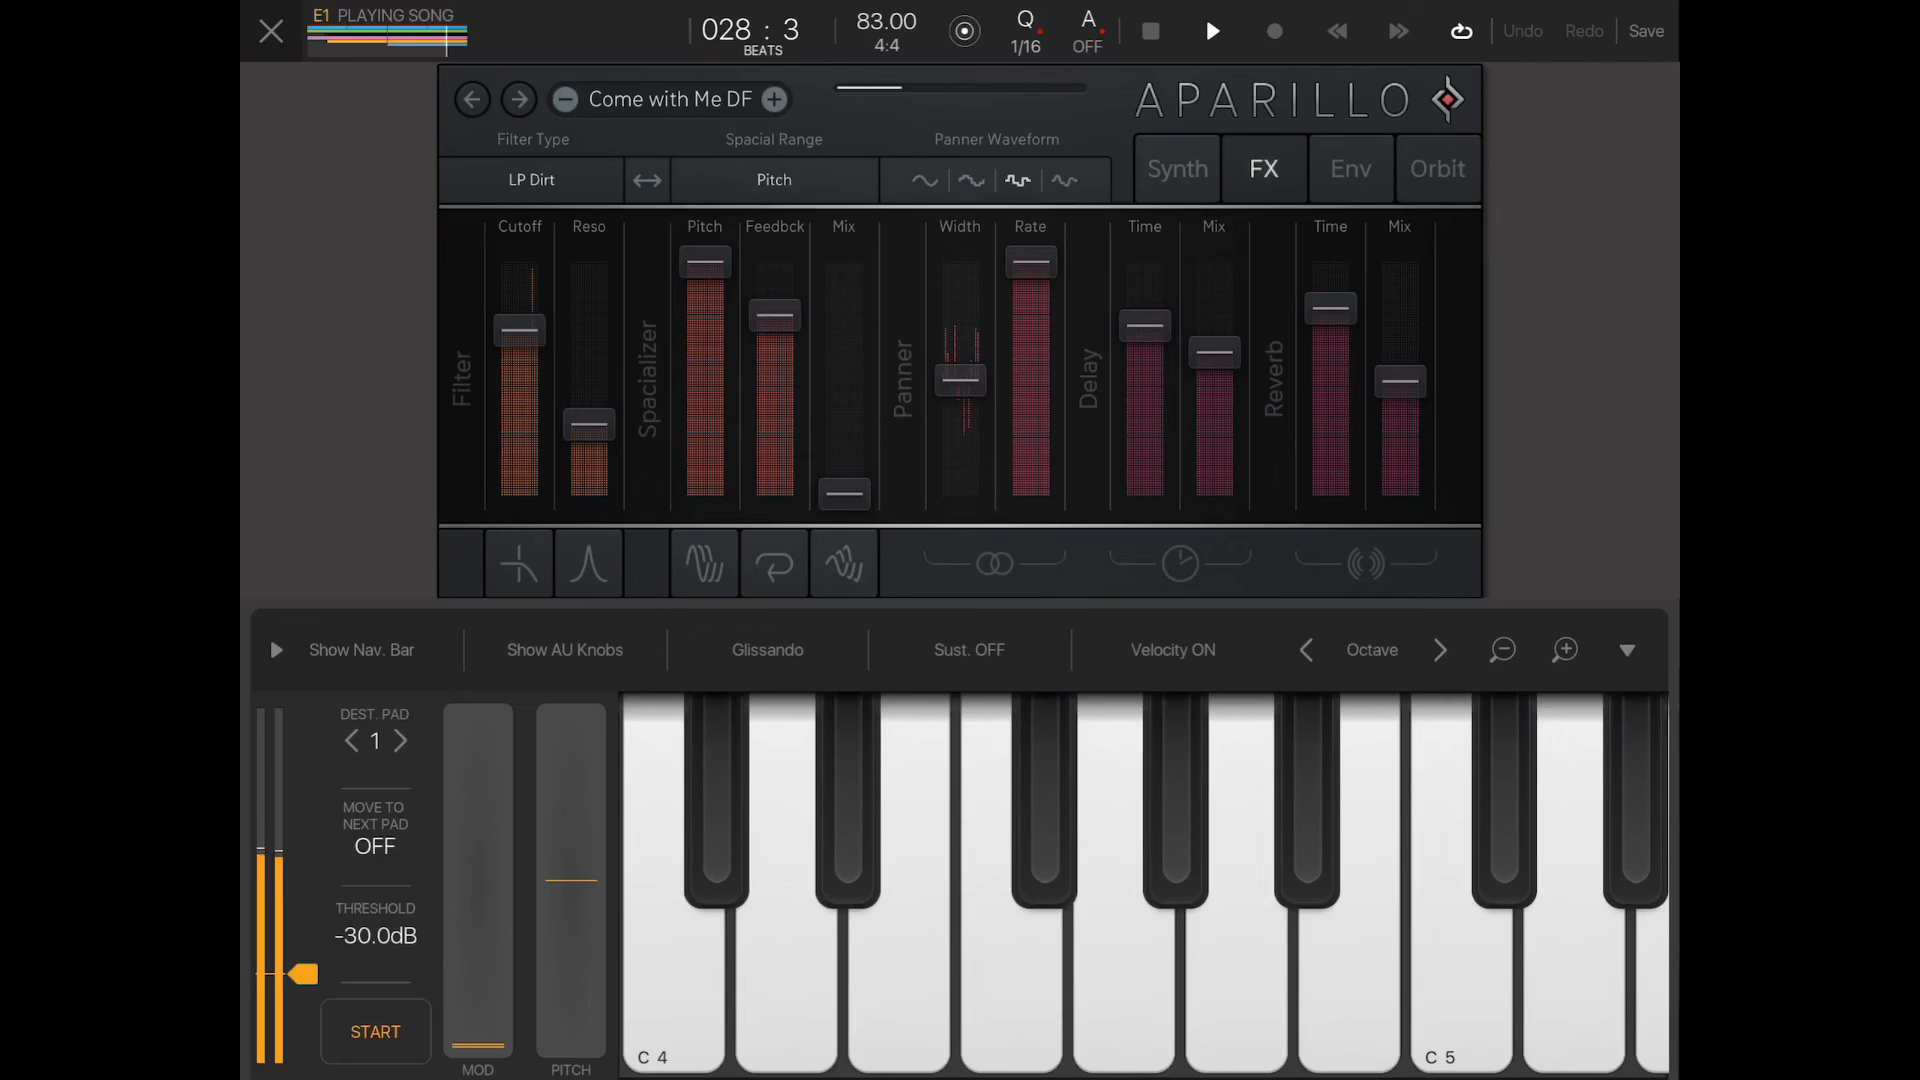 E1 PLAYING SONG
028 : 3
BEATS
83.00
4:4
Q
1/16
A
OFF
Undo
Redo
Save
Come with Me DF
APARILLO
Filter Type
Spacial Range
Panner Waveform
LP Dirt
Pitch
Synth
FX
Env
Orbit
Cutoff
Reso
Pitch
Feedbck
Mix
Width
Rate
Time
Mix
Time
Mix
Filter
Spacializer
Panner
Delay
Reverb
Show Nav. Bar
Show AU Knobs
Glissando
Sust. OFF
Velocity ON
Octave
DEST. PAD
1
MOVE TO
NEXT PAD
OFF
THRESHOLD
-30.0dB
START
MOD
PITCH
C 4
C 5